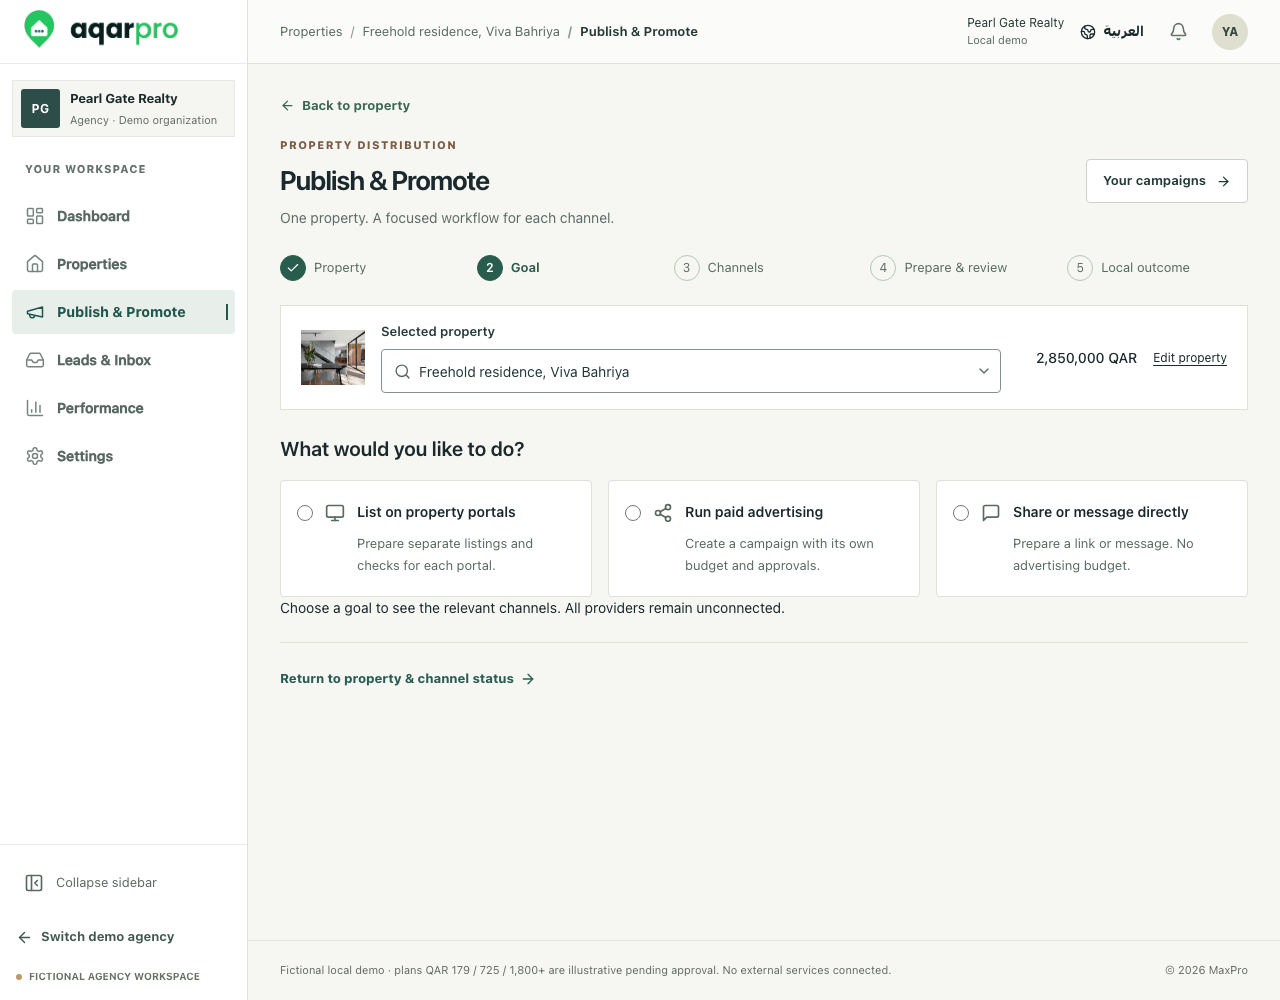 aqarpro
Properties / Freehold residence, Viva Bahriya / Publish & Promote
Pearl Gate Realty
Local demo
العربية
YA
PG
Pearl Gate Realty
Agency · Demo organization
YOUR WORKSPACE
Dashboard
Properties
Publish & Promote
Leads & Inbox
Performance
Settings
Collapse sidebar
Switch demo agency
FICTIONAL AGENCY WORKSPACE
Back to property
PROPERTY DISTRIBUTION
Publish & Promote
One property. A focused workflow for each channel.
Your campaigns
Property
2 Goal
3 Channels
4 Prepare & review
5 Local outcome
Selected property
Freehold residence, Viva Bahriya
2,850,000 QAR
Edit property
What would you like to do?
List on property portals
Prepare separate listings and
checks for each portal.
Run paid advertising
Create a campaign with its own
budget and approvals.
Share or message directly
Prepare a link or message. No
advertising budget.
Choose a goal to see the relevant channels. All providers remain unconnected.
Return to property & channel status
Fictional local demo · plans QAR 179 / 725 / 1,800+ are illustrative pending approval. No external services connected.
© 2026 MaxPro